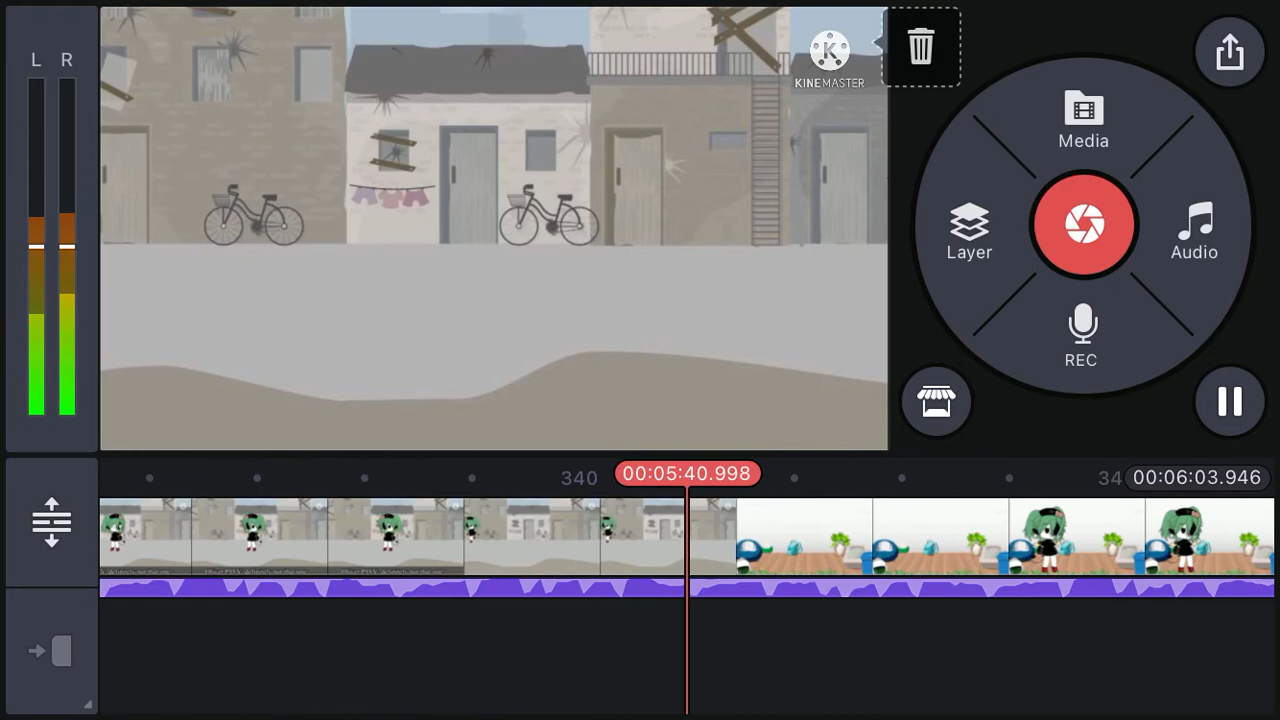 L R
KINEMASTER
Media
Layer
Audio
REC
340
00:05:40.998
34
00:06:03.946